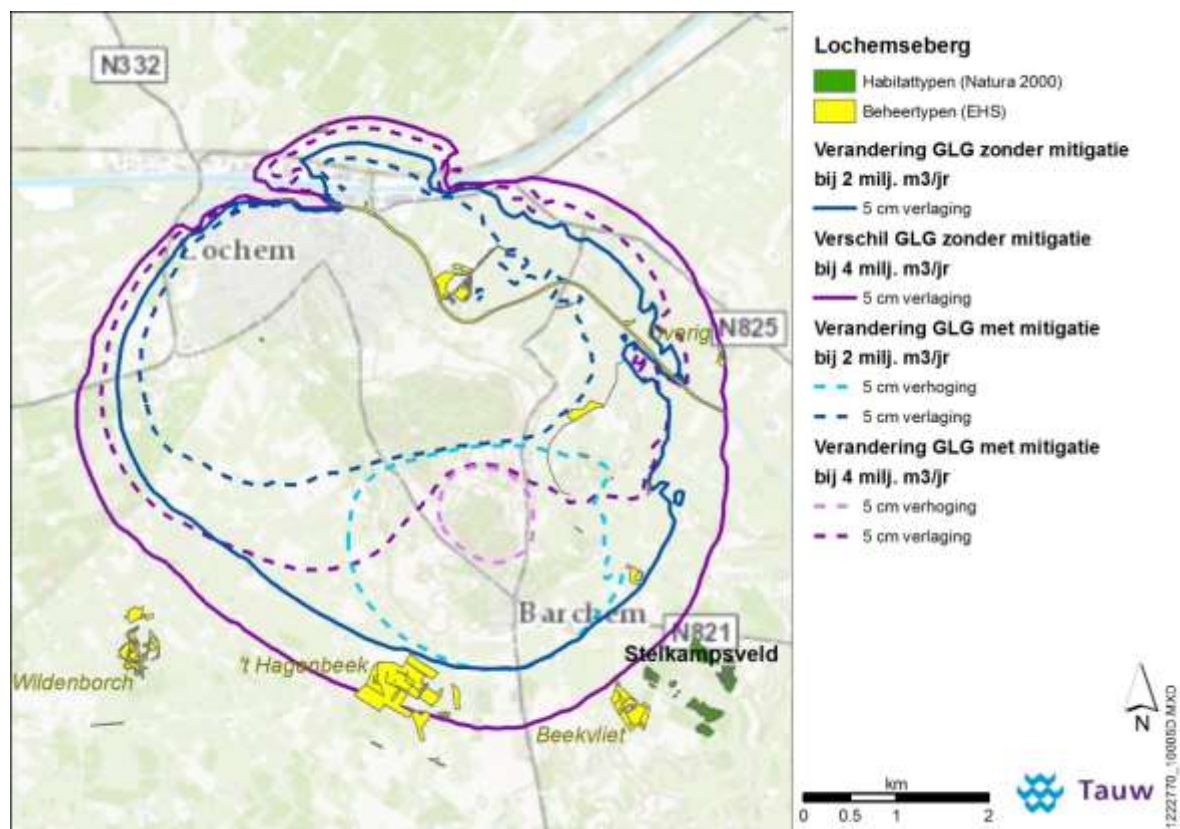 N332
Lochem
Overig
N825
Barchem
N821
Stelkampsveld
't Hagenbeek
Wildenborch
Beekvliet
Lochemseberg
Habitattypen (Natura 2000)
Beheertypen (EHS)
Verandering GLG zonder mitigatie
bij 2 milj. m3/jr
5 cm verlaging
Verschil GLG zonder mitigatie
bij 4 milj. m3/jr
5 cm verlaging
Verandering GLG met mitigatie
bij 2 milj. m3/jr
5 cm verhoging
5 cm verlaging
Verandering GLG met mitigatie
bij 4 milj. m3/jr
5 cm verhoging
5 cm verlaging
N
km
0 0.5 1 2
Tauw